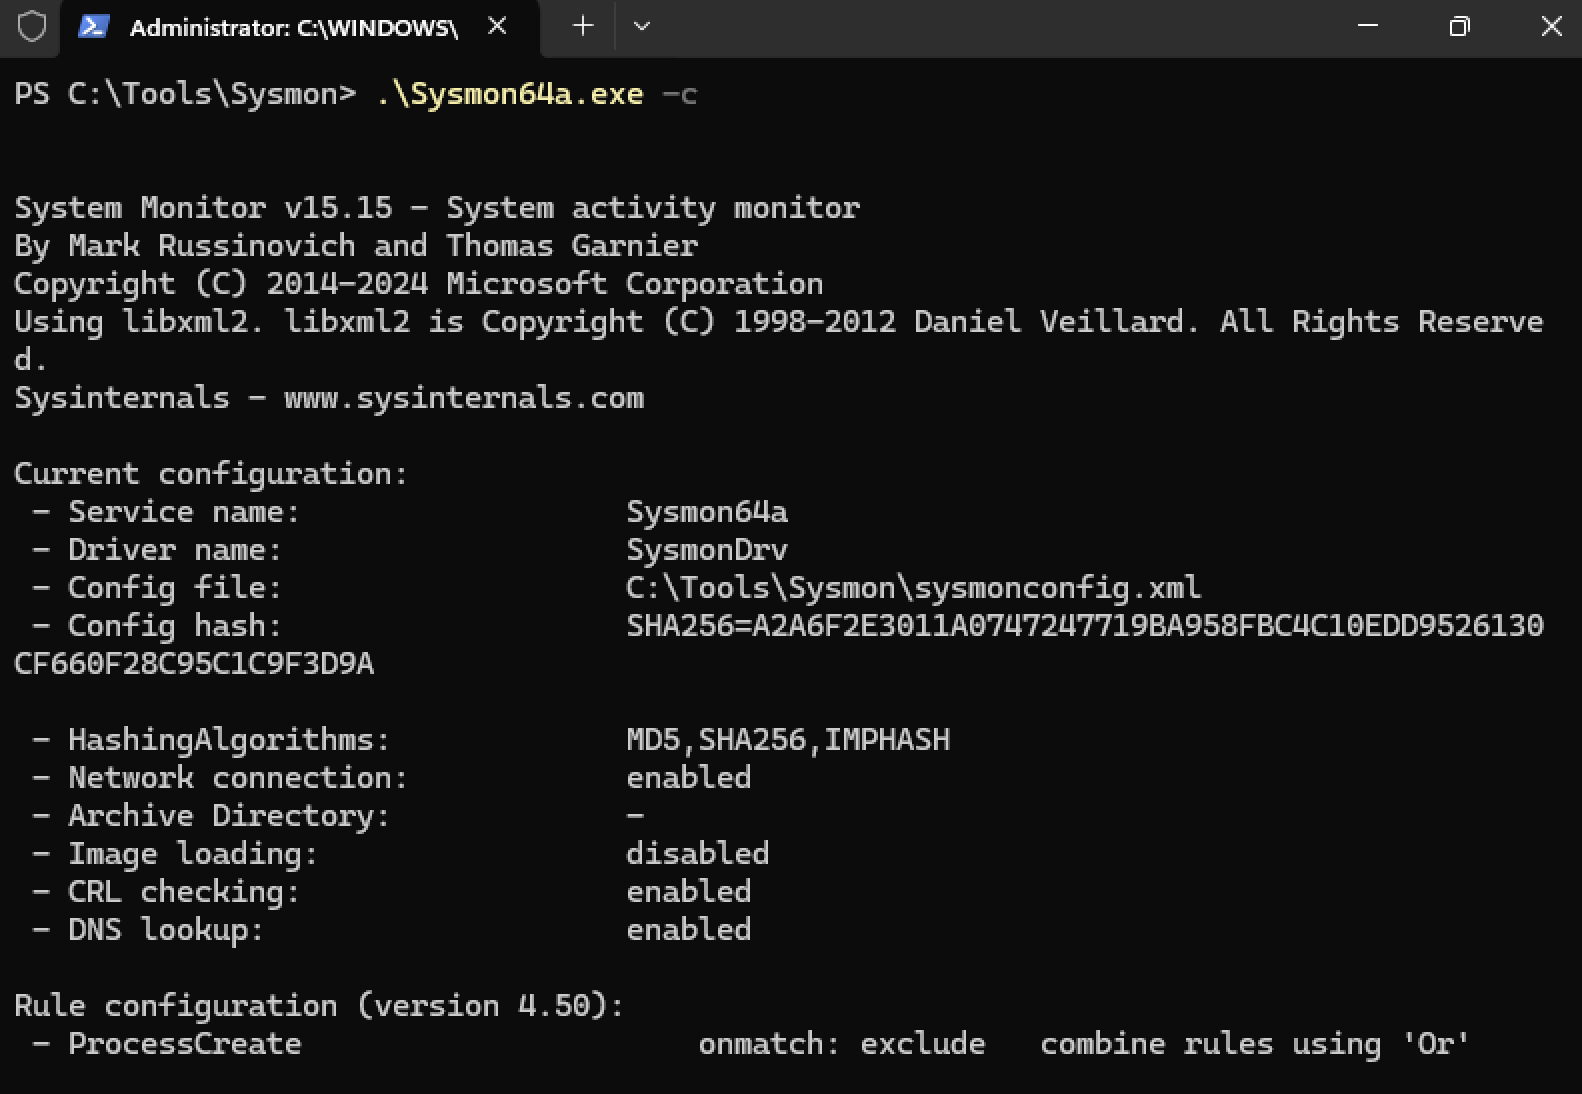 Administrator: C:\WINDOWS\
PS C:\Tools\Sysmon> .\Sysmon64a.exe -c
System Monitor v15.15 - System activity monitor
By Mark Russinovich and Thomas Garnier
Copyright (C) 2014-2024 Microsoft Corporation
Using libxml2. libxml2 is Copyright (C) 1998-2012 Daniel Veillard. All Rights Reserve
d.
Sysinternals - www.sysinternals.com
Current configuration:
- Service name: Sysmon64a
- Driver name: SysmonDrv
- Config file: C:\Tools\Sysmon\sysmonconfig.xml
- Config hash: SHA256=A2A6F2E3011A0747247719BA958FBC4C10EDD9526130
CF660F28C95C1C9F3D9A
- HashingAlgorithms: MD5,SHA256,IMPHASH
- Network connection: enabled
- Archive Directory: -
- Image loading: disabled
- CRL checking: enabled
- DNS lookup: enabled
Rule configuration (version 4.50):
- ProcessCreate onmatch: exclude combine rules using 'Or'